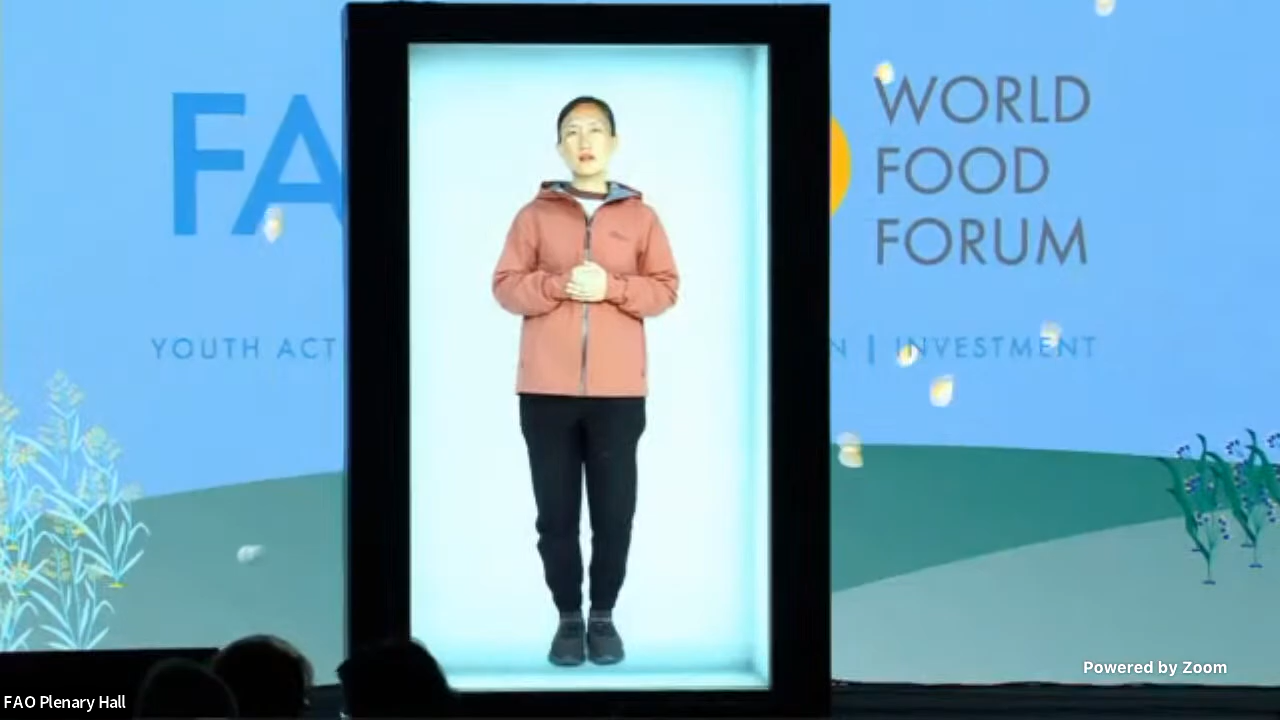 FA
WORLD
FOOD
FORUM
YOUTH ACT
N | INVESTMENT
Powered by Zoom
FAO Plenary Hall